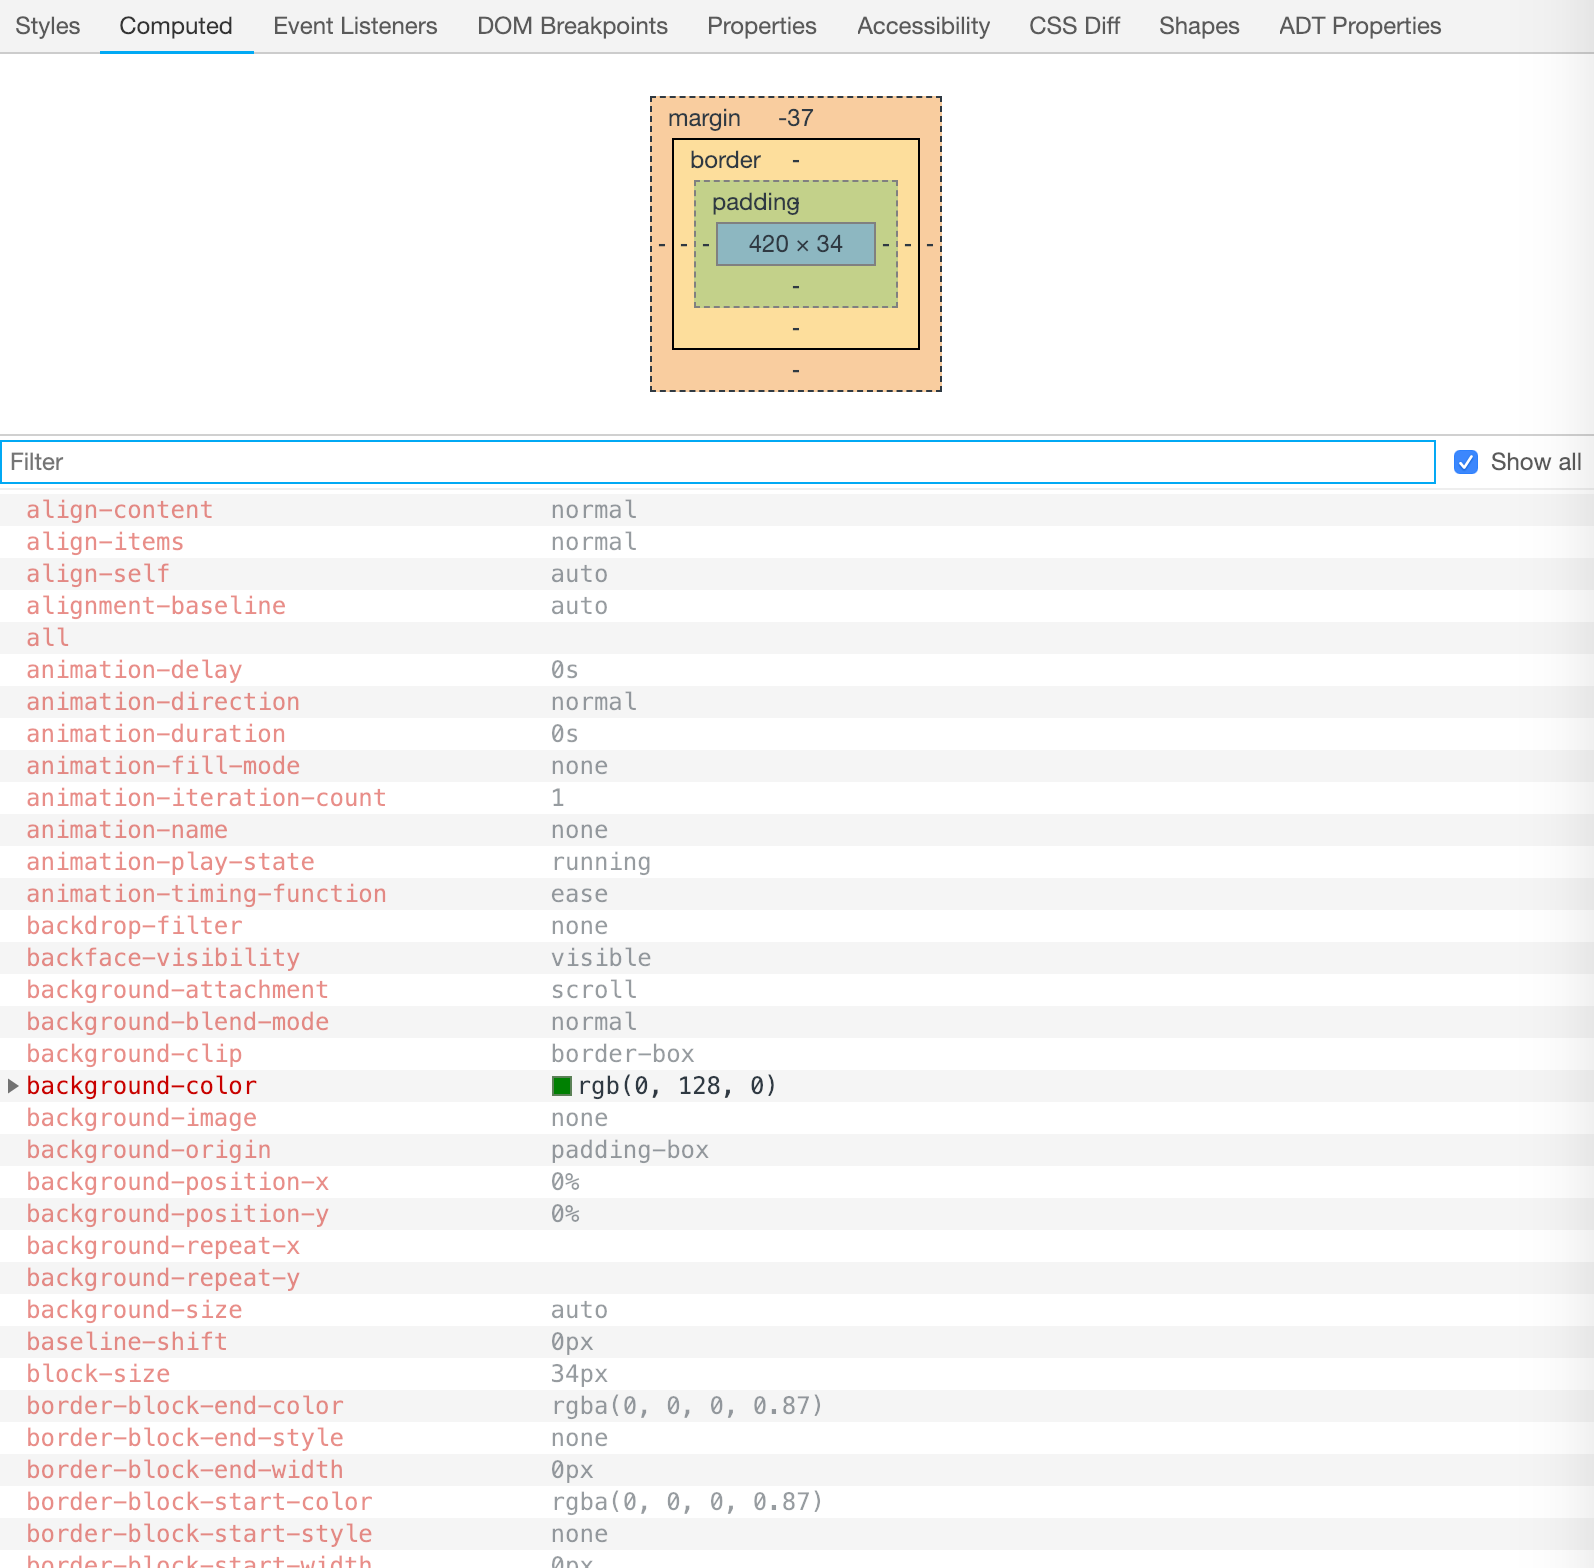 Styles Computed Event Listeners DOM Breakpoints Properties Accessibility CSS Diff Shapes ADT Properties
margin -37
border -
padding -
- - - 420 × 34 - - -
-
-
-
Filter Show all
align-content normal
align-items normal
align-self auto
alignment-baseline auto
all
animation-delay 0s
animation-direction normal
animation-duration 0s
animation-fill-mode none
animation-iteration-count 1
animation-name none
animation-play-state running
animation-timing-function ease
backdrop-filter none
backface-visibility visible
background-attachment scroll
background-blend-mode normal
background-clip border-box
background-color rgb(0, 128, 0)
background-image none
background-origin padding-box
background-position-x 0%
background-position-y 0%
background-repeat-x
background-repeat-y
background-size auto
baseline-shift 0px
block-size 34px
border-block-end-color rgba(0, 0, 0, 0.87)
border-block-end-style none
border-block-end-width 0px
border-block-start-color rgba(0, 0, 0, 0.87)
border-block-start-style none
border-block-start-width 0px